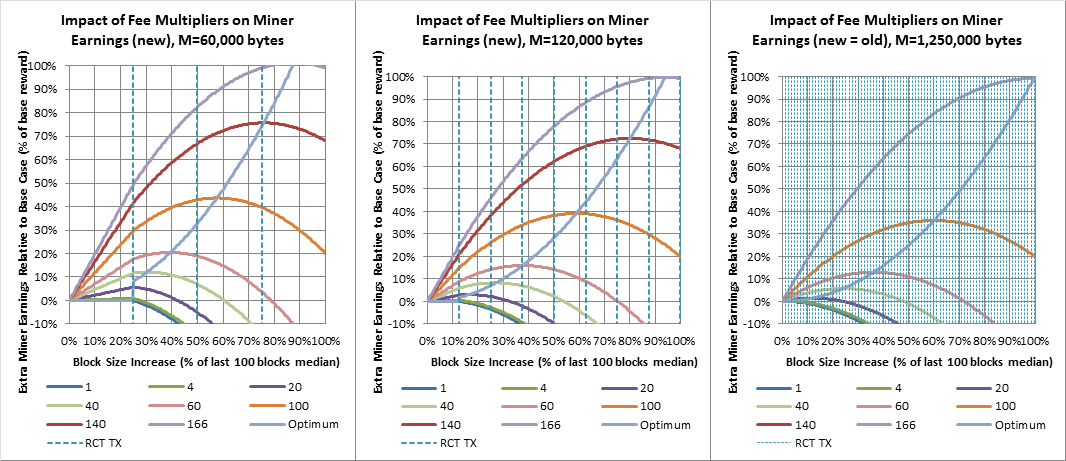 Impact of Fee Multipliers on Miner
Earnings (new), M=60,000 bytes
Extra Miner Earnings Relative to Base Case (% of base reward)
100%
90%
80%
70%
60%
50%
40%
30%
20%
10%
0%
-10%
0% 10% 20% 30% 40% 50% 60% 70% 80% 90%100%
Block Size Increase (% of last 100 blocks median)
1 4 20
40 60 100
140 166 Optimum
RCT TX
Impact of Fee Multipliers on Miner
Earnings (new), M=120,000 bytes
Extra Miner Earnings Relative to Base Case (% of base reward)
100%
90%
80%
70%
60%
50%
40%
30%
20%
10%
0%
-10%
0% 10% 20% 30% 40% 50% 60% 70% 80% 90%100%
Block Size Increase (% of last 100 blocks median)
1 4 20
40 60 100
140 166 Optimum
RCT TX
Impact of Fee Multipliers on Miner
Earnings (new = old), M=1,250,000 bytes
Extra Miner Earnings Relative to Base Case (% of base reward)
100%
90%
80%
70%
60%
50%
40%
30%
20%
10%
0%
-10%
0% 10% 20% 30% 40% 50% 60% 70% 80% 90%100%
Block Size Increase (% of last 100 blocks median)
1 4 20
40 60 100
140 166 Optimum
RCT TX